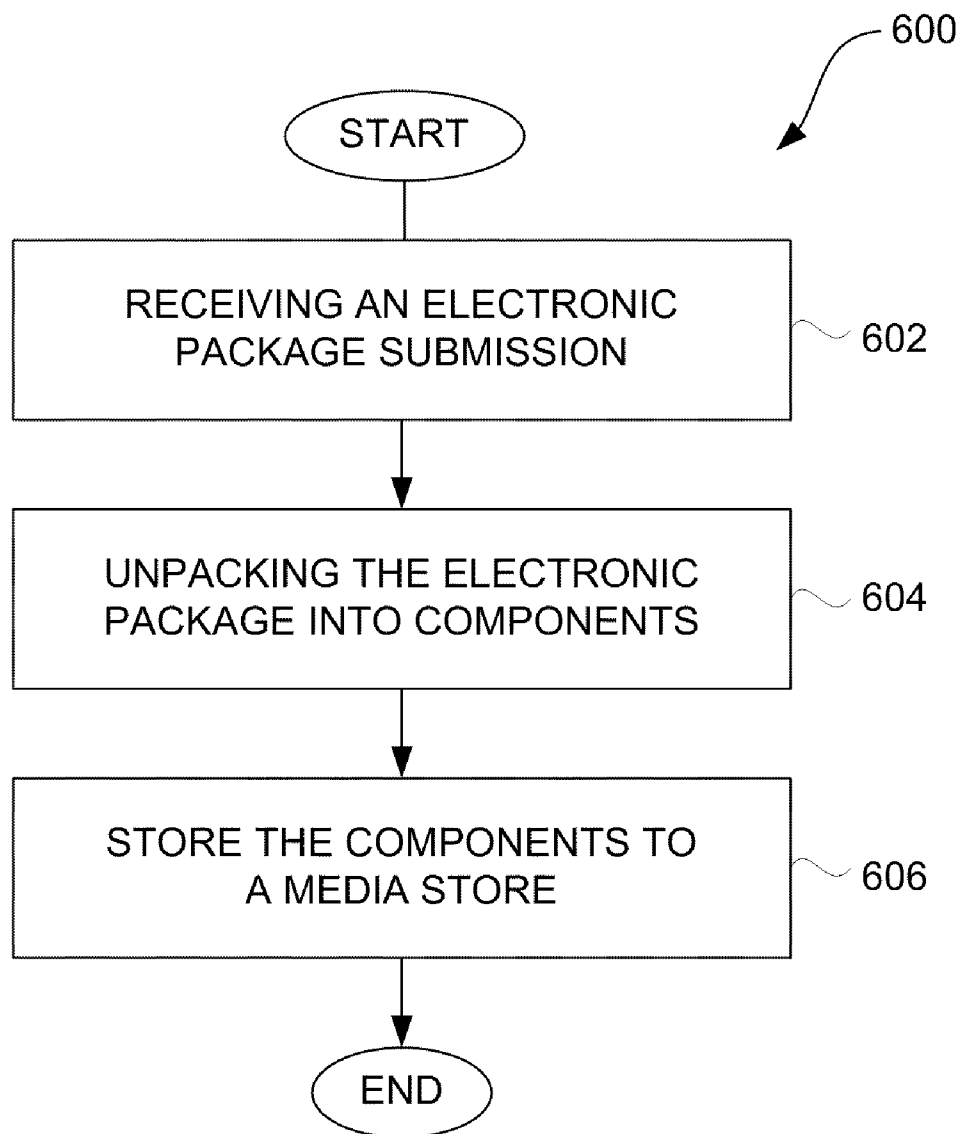 600
START
RECEIVING AN ELECTRONIC
PACKAGE SUBMISSION
602
UNPACKING THE ELECTRONIC
PACKAGE INTO COMPONENTS
604
STORE THE COMPONENTS TO
A MEDIA STORE
606
END